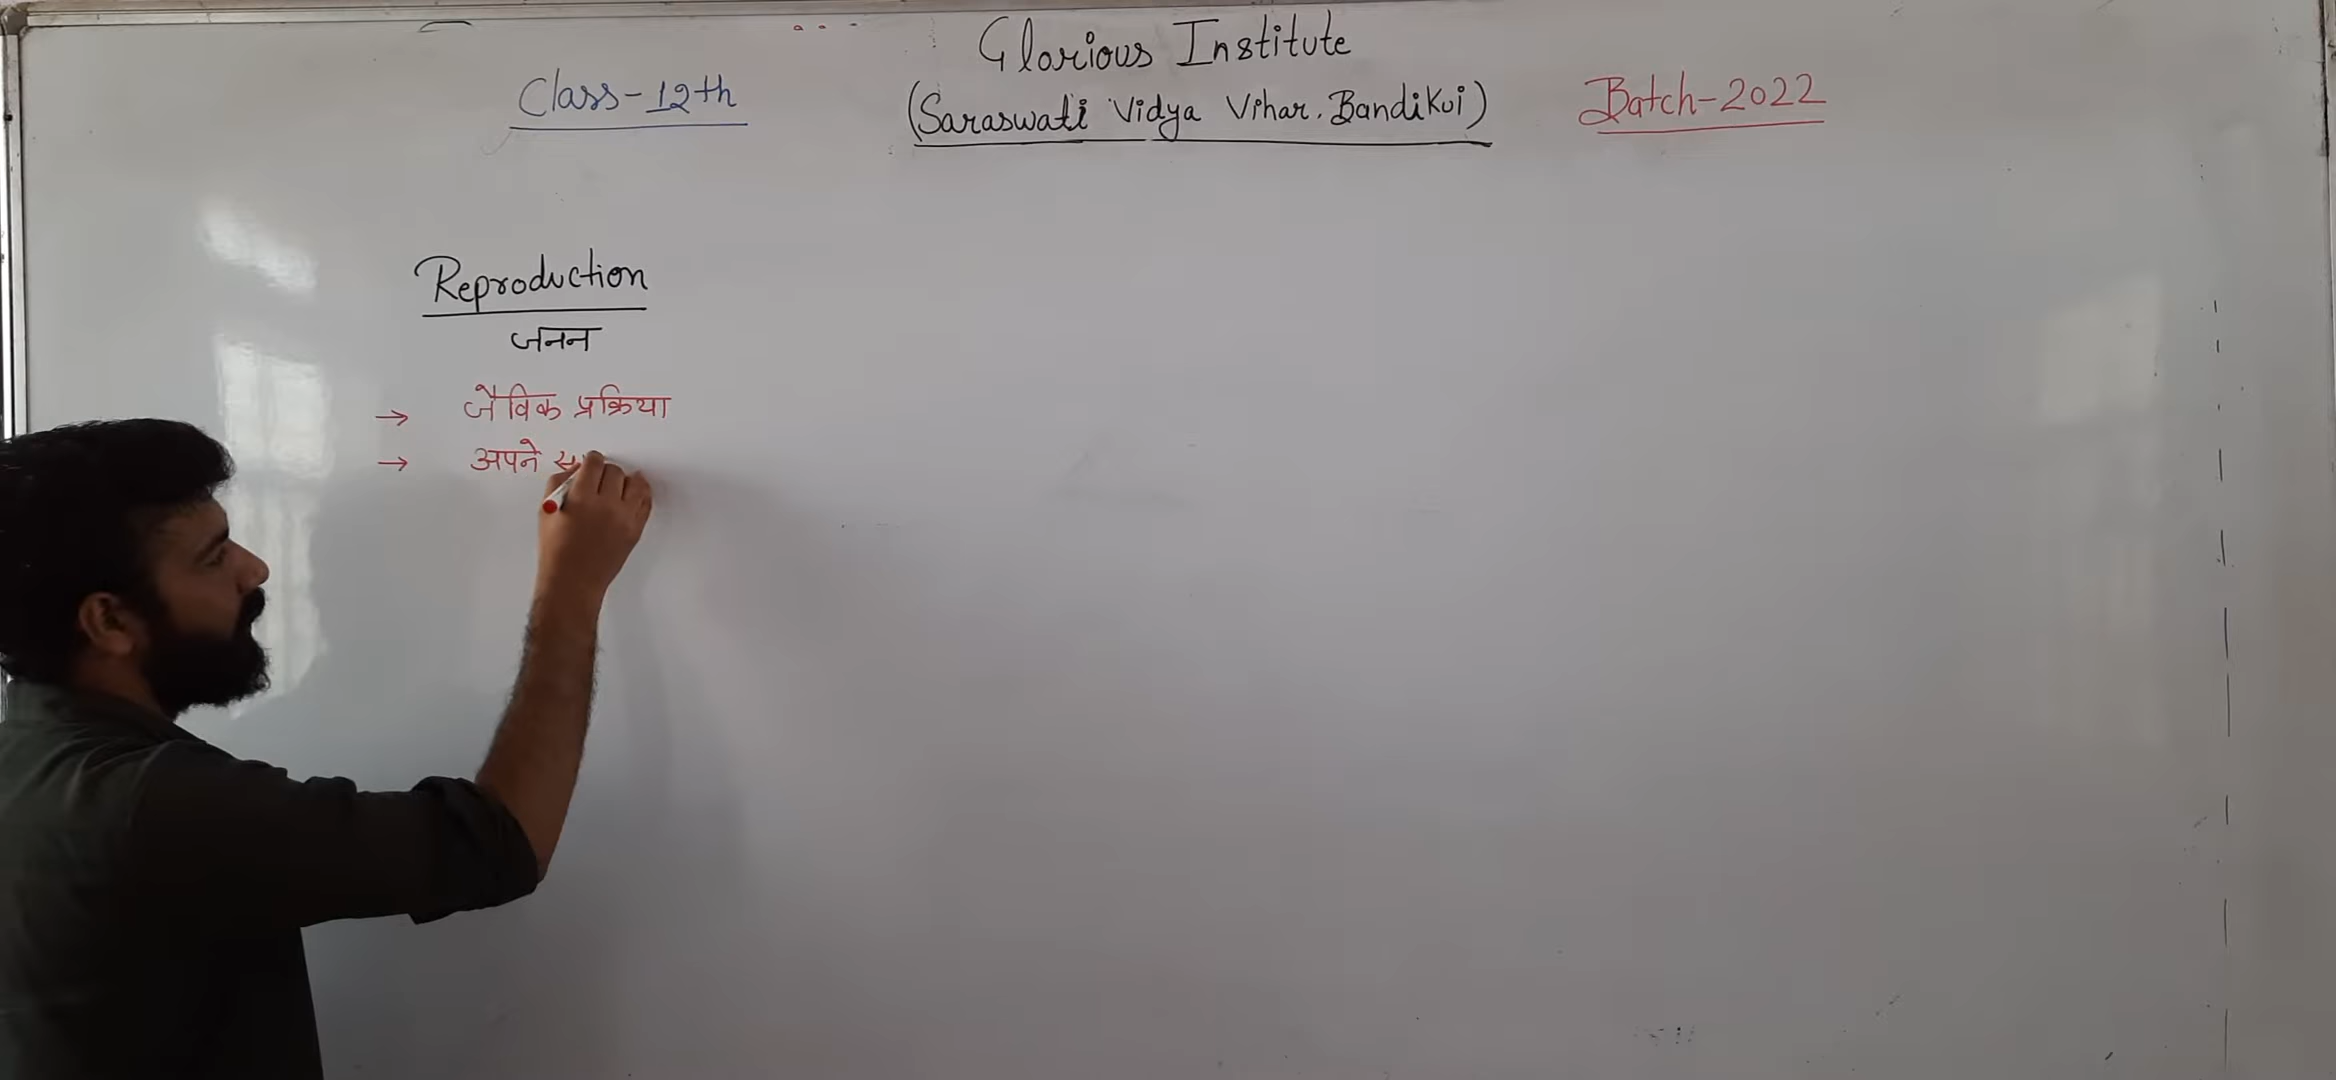 Glorious Institute
Class-12th
(Saraswati Vidya Vihar, Bandikui)
Batch-2022
Reproduction
जनन
→ जैविक प्रक्रिया
→ अपने